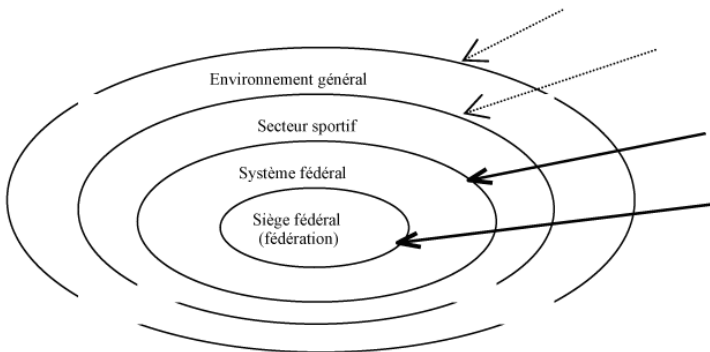 Environnement général
Secteur sportif
Système fédéral
Siège fédéral
(fédération)